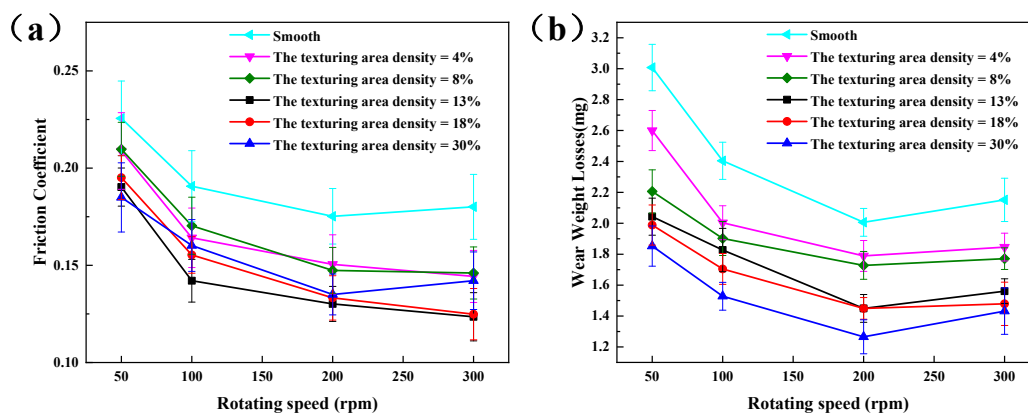 (a)
Smooth
The texturing area density = 4%
The texturing area density = 8%
The texturing area density = 13%
The texturing area density = 18%
The texturing area density = 30%
Friction Coefficient
0.25
0.20
0.15
0.10
50 100 200 300
Rotating speed (rpm)
(b)
Smooth
The texturing area density = 4%
The texturing area density = 8%
The texturing area density = 13%
The texturing area density = 18%
The texturing area density = 30%
Wear Weight Losses(mg)
3.2
3.0
2.8
2.6
2.4
2.2
2.0
1.8
1.6
1.4
1.2
50 100 200 300
Rotating speed (rpm)